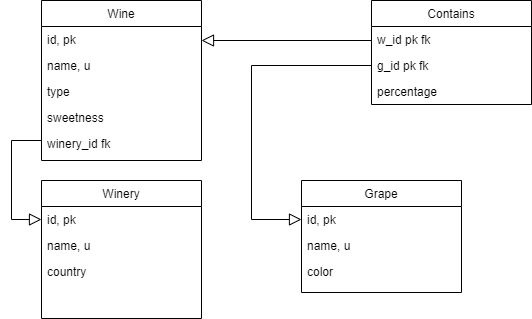 Wine
id, pk
name, u
type
sweetness
winery_id fk
Contains
w_id pk fk
g_id pk fk
percentage
Winery
id, pk
name, u
country
Grape
id, pk
name, u
color